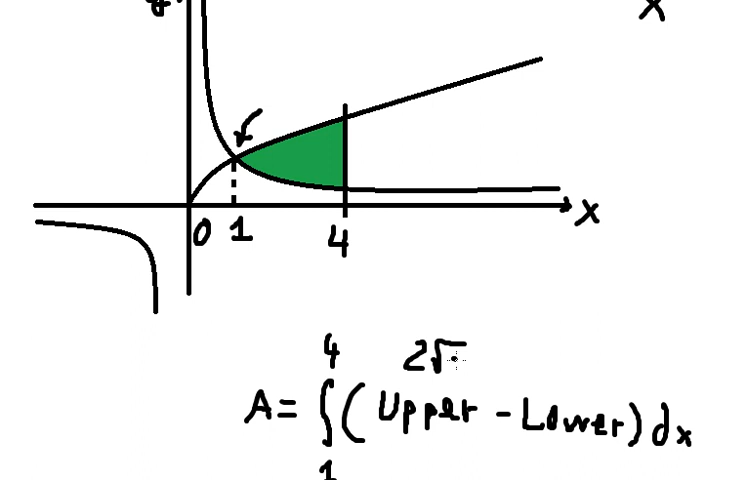 x
0 1
4
x
4 2√
A = ∫ ( Upper - Lower ) dx
1